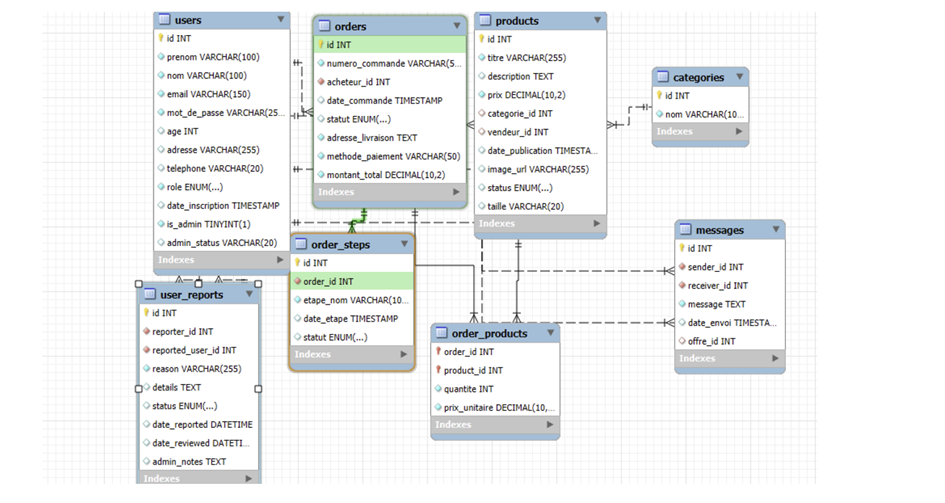 users
id INT
prenom VARCHAR(100)
nom VARCHAR(100)
email VARCHAR(150)
mot_de_passe VARCHAR(25...
age INT
adresse VARCHAR(255)
telephone VARCHAR(20)
role ENUM(...)
date_inscription TIMESTAMP
is_admin TINYINT(1)
admin_status VARCHAR(20)
Indexes
orders
id INT
numero_commande VARCHAR(5...
acheteur_id INT
date_commande TIMESTAMP
statut ENUM(...)
adresse_livraison TEXT
methode_paiement VARCHAR(50)
montant_total DECIMAL(10,2)
Indexes
products
id INT
titre VARCHAR(255)
description TEXT
prix DECIMAL(10,2)
categorie_id INT
vendeur_id INT
date_publication TIMESTA...
image_url VARCHAR(255)
status ENUM(...)
taille VARCHAR(20)
Indexes
categories
id INT
nom VARCHAR(10...
Indexes
user_reports
id INT
reporter_id INT
reported_user_id INT
reason VARCHAR(255)
details TEXT
status ENUM(...)
date_reported DATETIME
date_reviewed DATETI...
admin_notes TEXT
Indexes
order_steps
id INT
order_id INT
etape_nom VARCHAR(10...
date_etape TIMESTAMP
statut ENUM(...)
Indexes
order_products
order_id INT
product_id INT
quantite INT
prix_unitaire DECIMAL(10,...
Indexes
messages
id INT
sender_id INT
receiver_id INT
message TEXT
date_envoi TIMESTA...
offre_id INT
Indexes